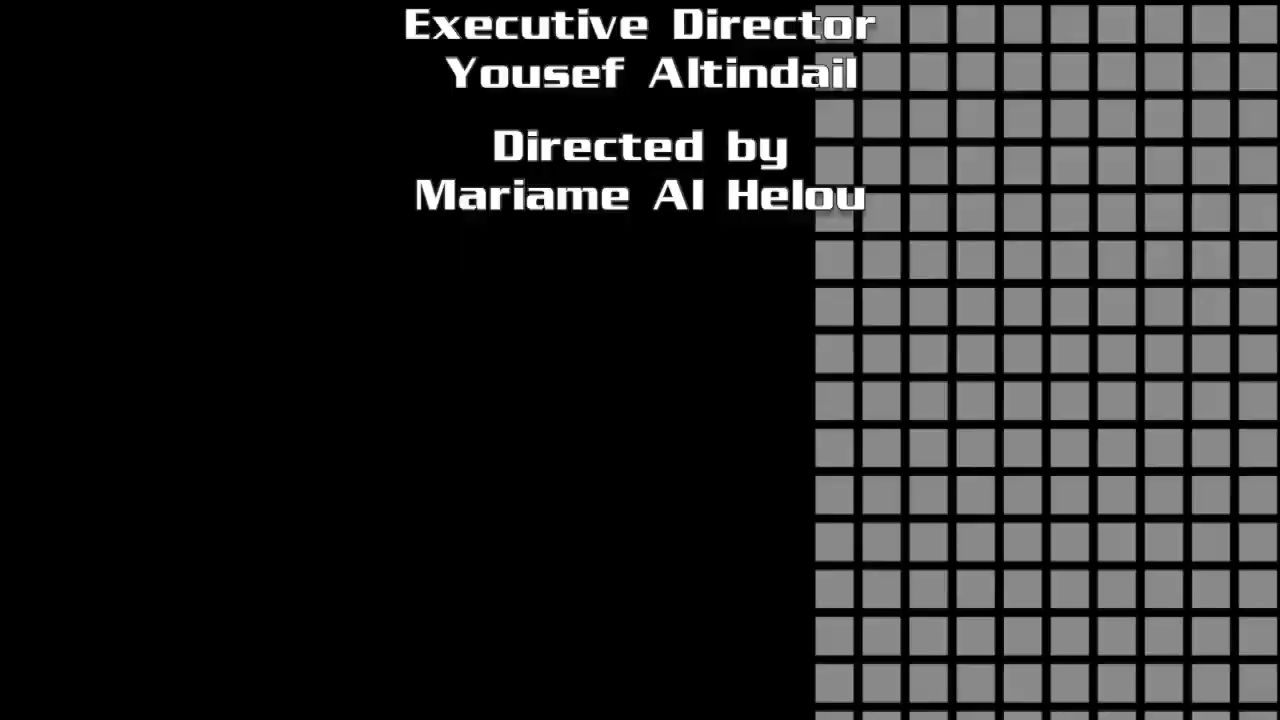 Executive Director
Yousef Altindail
Directed by
Mariame Al Helou